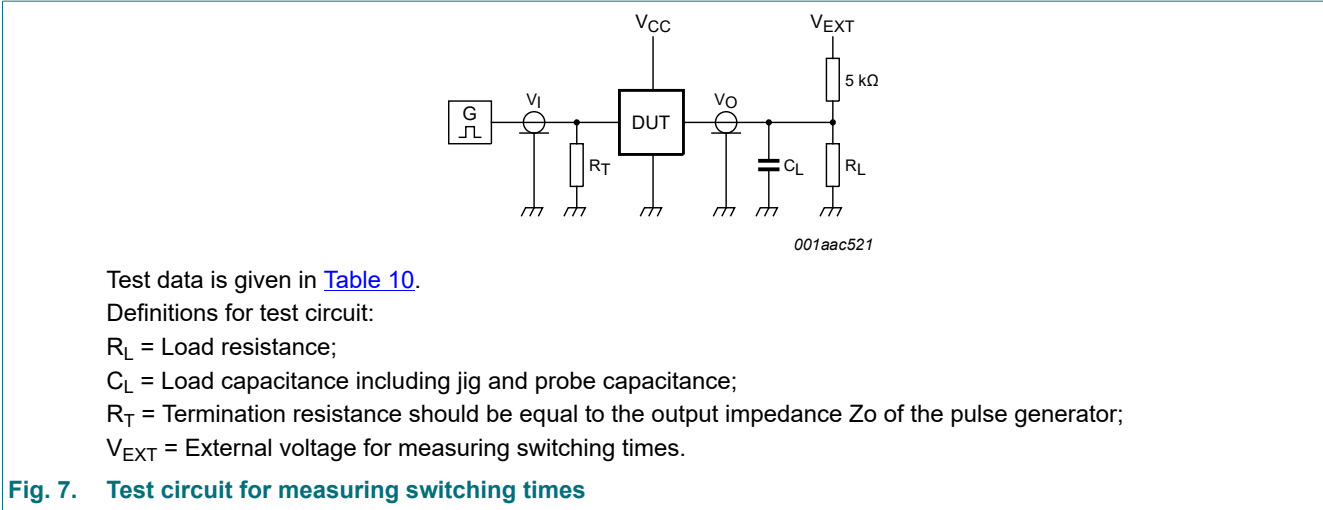 VCC
VEXT
5 kΩ
G
VI
DUT
VO
RT
CL
RL
001aac521
Test data is given in Table 10.
Definitions for test circuit:
RL = Load resistance;
CL = Load capacitance including jig and probe capacitance;
RT = Termination resistance should be equal to the output impedance Zo of the pulse generator;
VEXT = External voltage for measuring switching times.
Fig. 7. Test circuit for measuring switching times